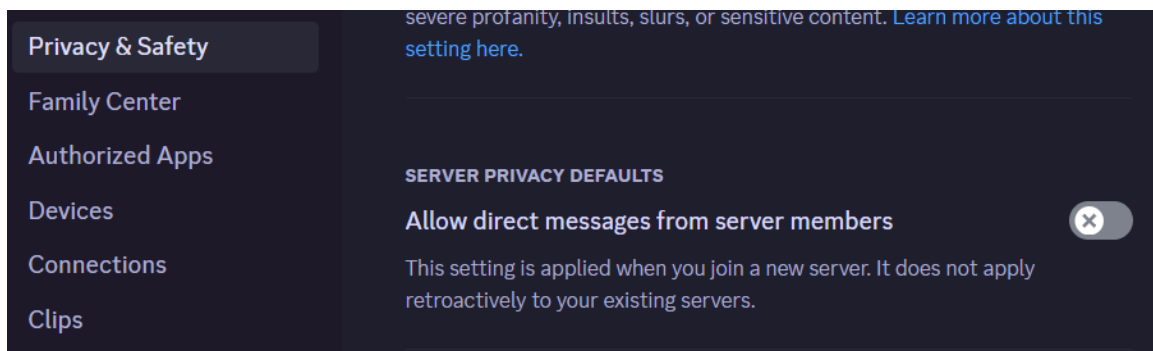 severe profanity, insults, slurs, or sensitive content. Learn more about this
setting here.
Privacy & Safety
Family Center
Authorized Apps
Devices
Connections
Clips
SERVER PRIVACY DEFAULTS
Allow direct messages from server members
This setting is applied when you join a new server. It does not apply
retroactively to your existing servers.